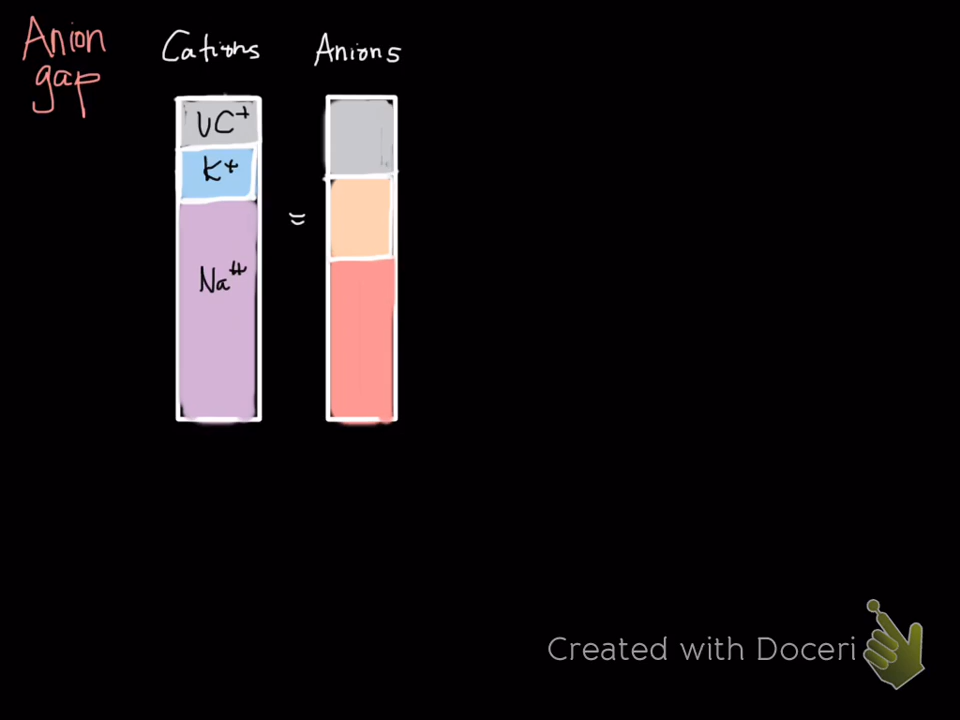 Anion
gap
Cations
Anions
UC+
K+
=
Na+
Created with Doceri